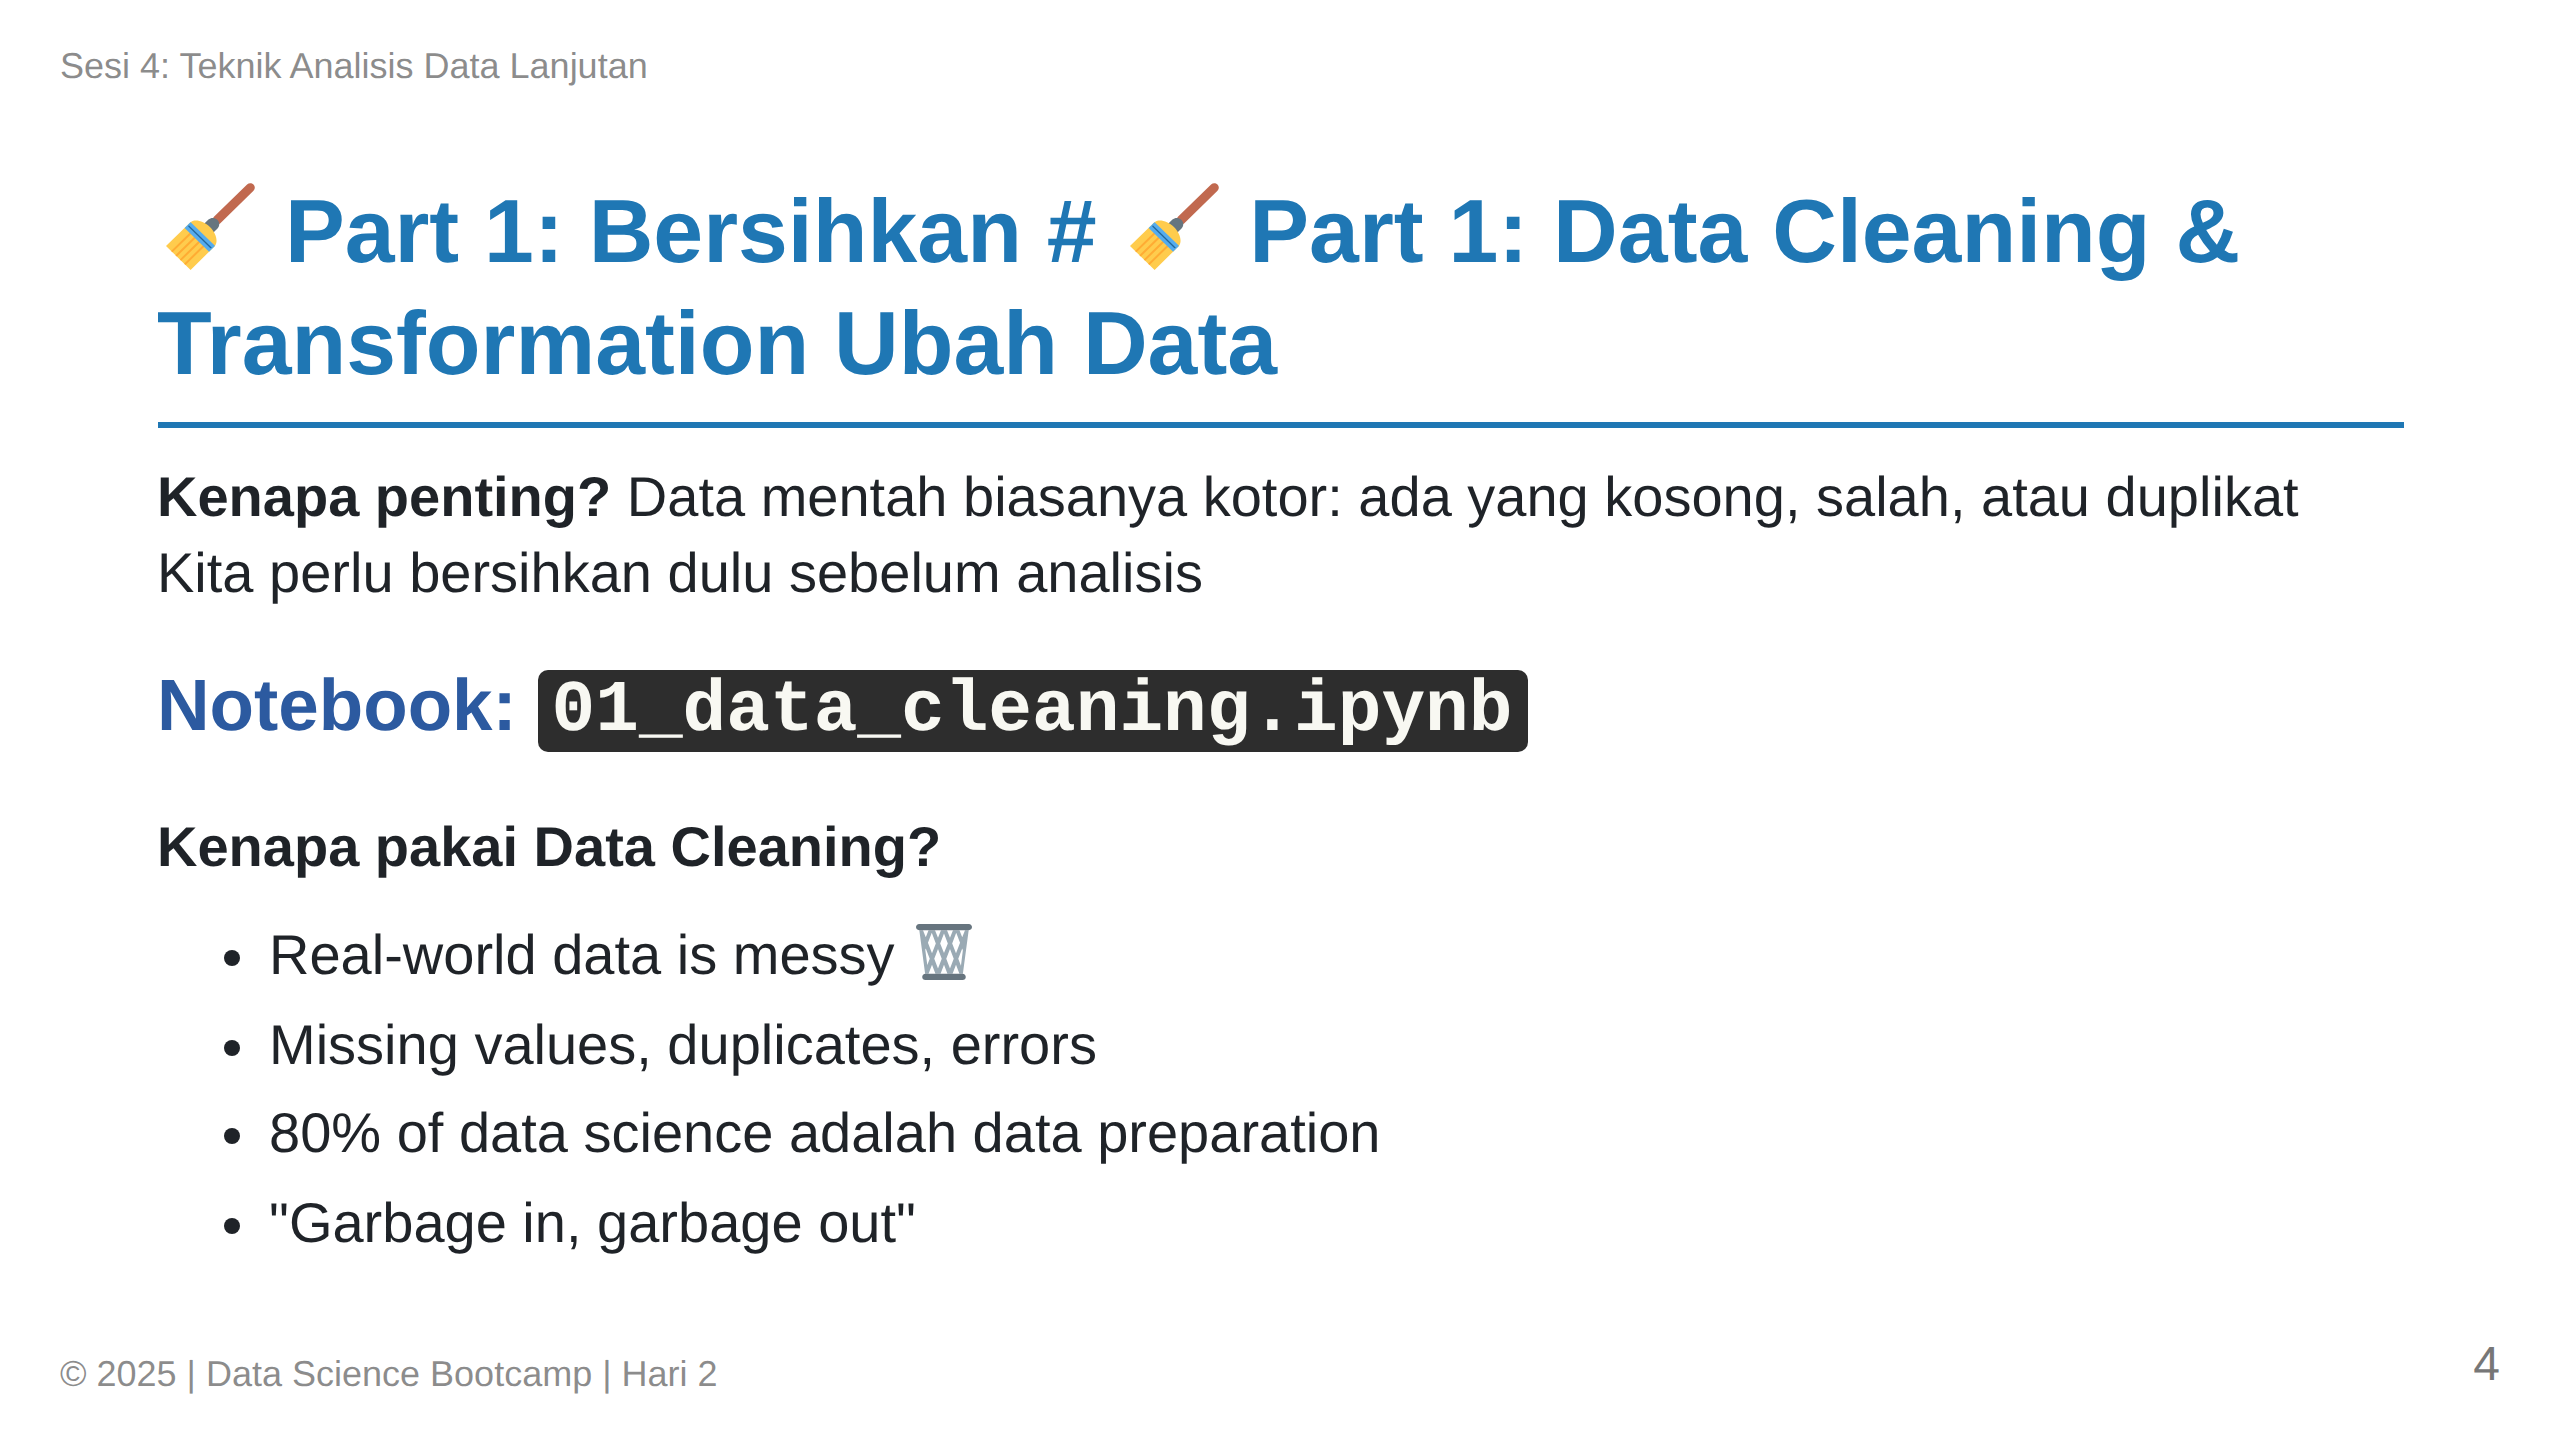 Sesi 4: Teknik Analisis Data Lanjutan
🧹 Part 1: Bersihkan # 🧹 Part 1: Data Cleaning &
Transformation Ubah Data
Kenapa penting? Data mentah biasanya kotor: ada yang kosong, salah, atau duplikat
Kita perlu bersihkan dulu sebelum analisis
Notebook: 01_data_cleaning.ipynb
Kenapa pakai Data Cleaning?
• Real-world data is messy 🗑️
• Missing values, duplicates, errors
• 80% of data science adalah data preparation
• "Garbage in, garbage out"
© 2025 | Data Science Bootcamp | Hari 2
4